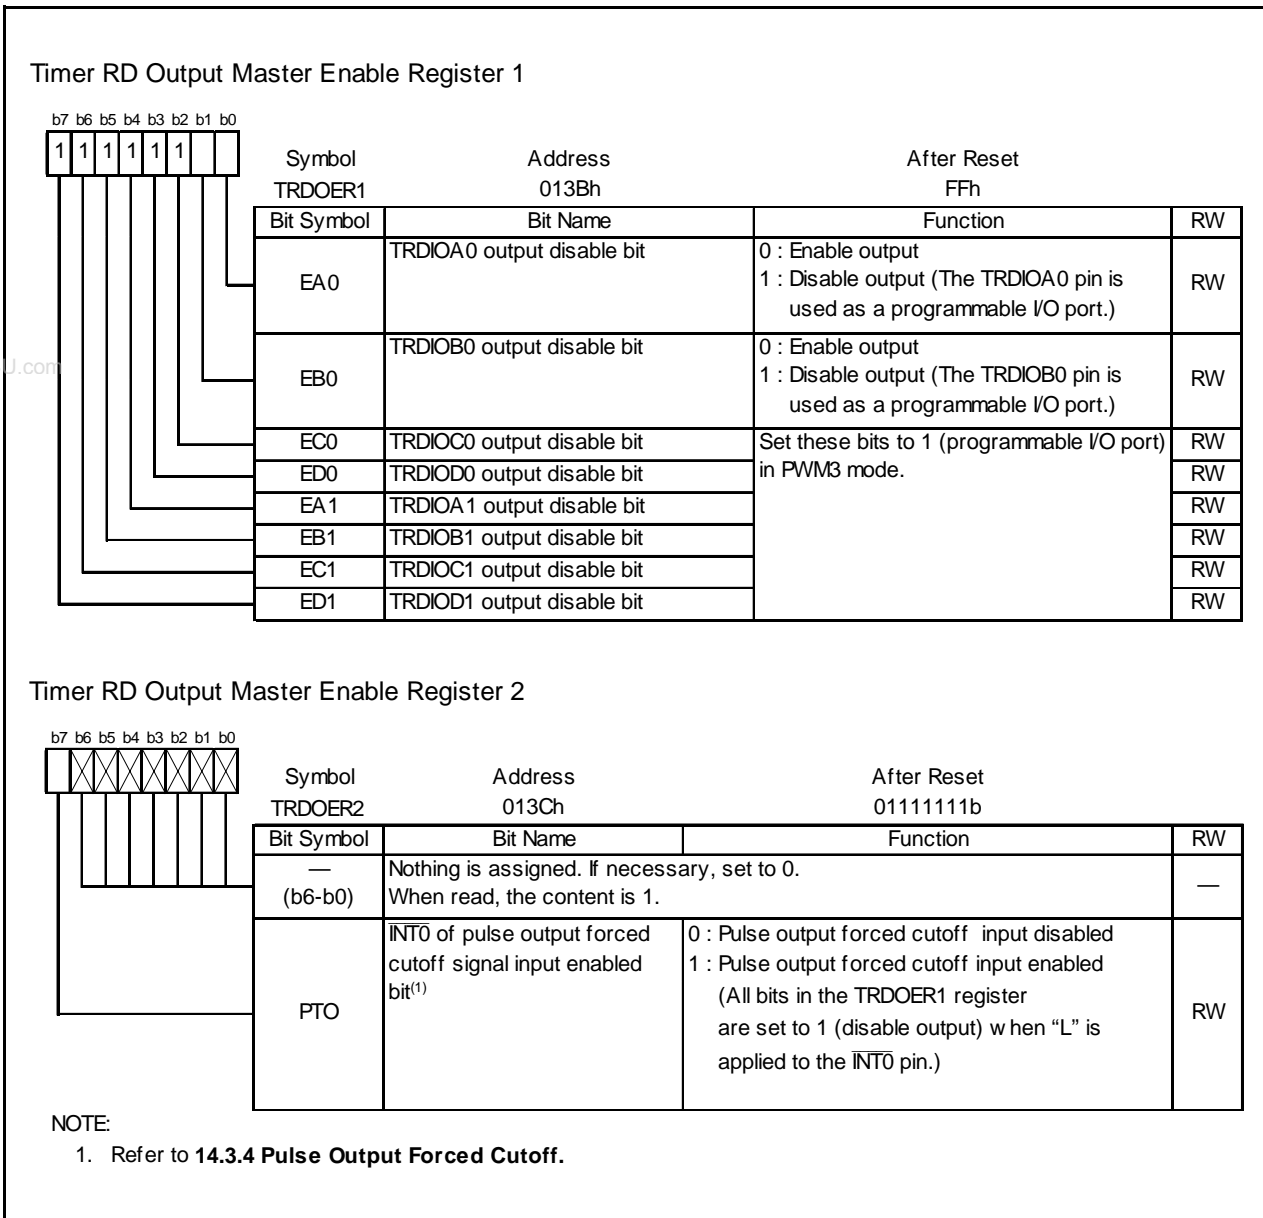 Timer RD Output Master Enable Register 1
b7 b6 b5 b4 b3 b2 b1 b0
1 1 1 1 1 1
Symbol Address After Reset
TRDOER1 013Bh FFh
Bit Symbol Bit Name Function RW
EA0 TRDIOA0 output disable bit 0 : Enable output
1 : Disable output (The TRDIOA0 pin is
used as a programmable I/O port.) RW
EB0 TRDIOB0 output disable bit 0 : Enable output
1 : Disable output (The TRDIOB0 pin is
used as a programmable I/O port.) RW
U.com
EC0 TRDIOC0 output disable bit Set these bits to 1 (programmable I/O port) RW
ED0 TRDIOD0 output disable bit in PWM3 mode. RW
EA1 TRDIOA1 output disable bit RW
EB1 TRDIOB1 output disable bit RW
EC1 TRDIOC1 output disable bit RW
ED1 TRDIOD1 output disable bit RW
Timer RD Output Master Enable Register 2
b7 b6 b5 b4 b3 b2 b1 b0
Symbol Address After Reset
TRDOER2 013Ch 01111111b
Bit Symbol Bit Name Function RW
— Nothing is assigned. If necessary, set to 0. —
(b6-b0) When read, the content is 1.
INT0 of pulse output forced 0 : Pulse output forced cutoff input disabled
cutoff signal input enabled 1 : Pulse output forced cutoff input enabled
bit(1) (All bits in the TRDOER1 register
PTO are set to 1 (disable output) when “L” is RW
applied to the INT0 pin.)
NOTE:
1. Refer to 14.3.4 Pulse Output Forced Cutoff.